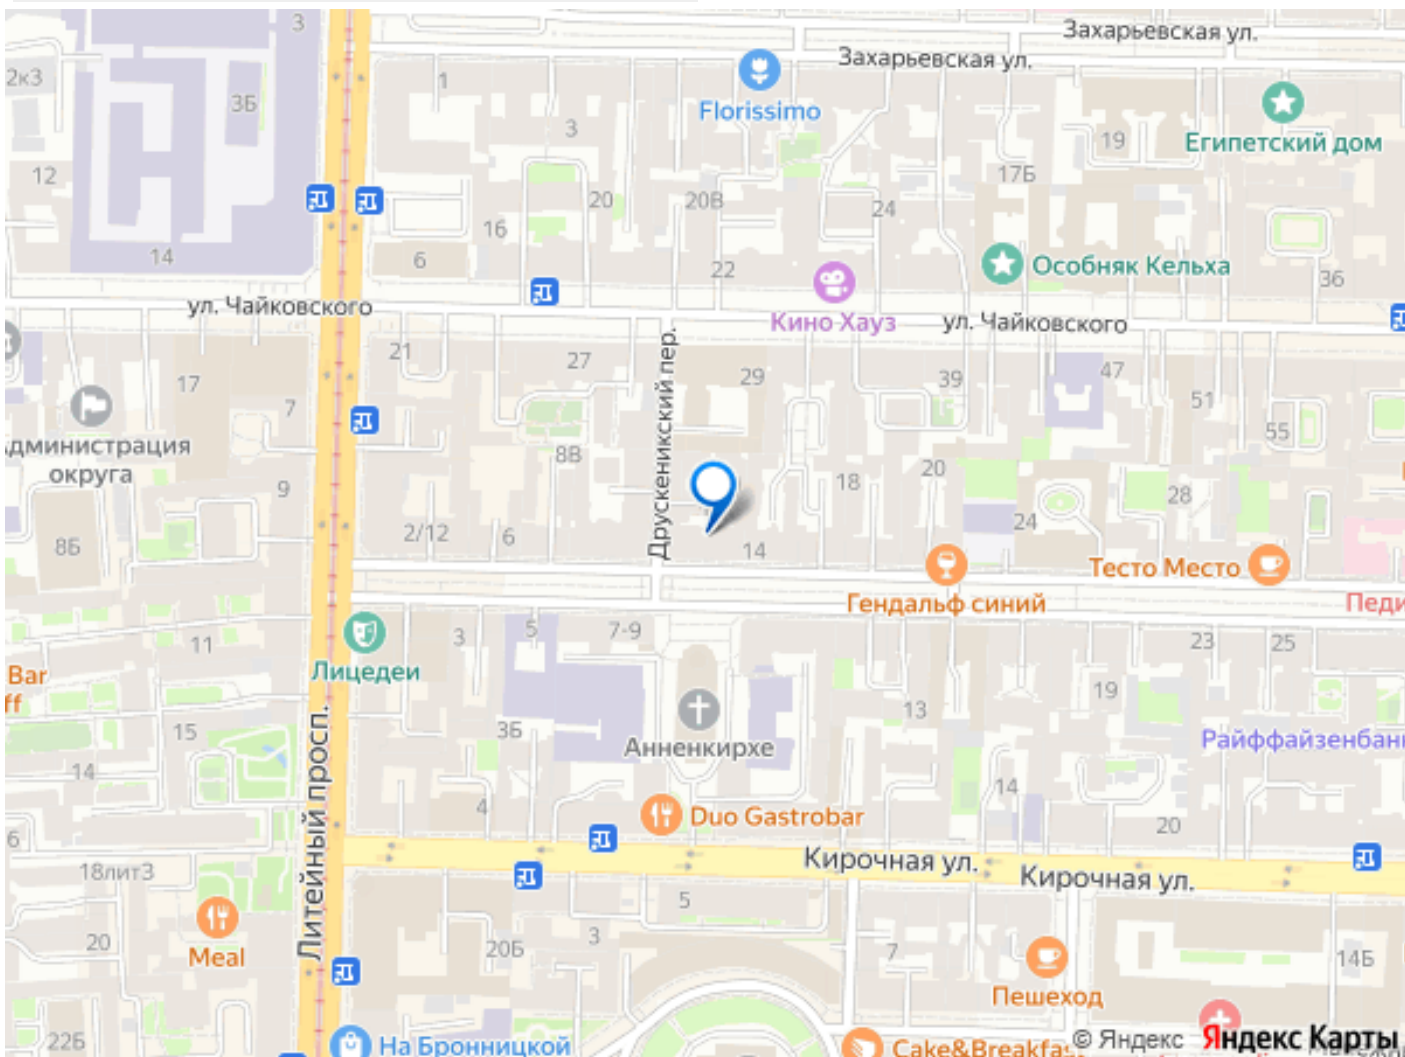 3
Захарьевская ул.
Захарьевская ул.
2к3
3Б
1
Florissimo
3
19
Египетский дом
12
17Б
20
20В
24
16
14
6
22
Особняк Кельха
36
ул. Чайковского
Кино Хауз
ул. Чайковского
21
27
Друскеникский пер.
29
39
47
17
7
51
дминистрация
округа
55
8В
9
18
20
28
2/12
6
24
8Б
14
Тесто Место
Гендальф синий
Педи
11
3
5
7-9
23
25
Лицедеи
Bar
ff
19
13
15
3Б
Анненкирхе
Райффайзенбан
14
Литейный просп.
14
4
Duo Gastrobar
20
6
18лит3
Кирочная ул.
Кирочная ул.
5
20
Meal
20Б
3
7
14Б
Пешеход
22Б
На Бронницкой
Cake&Breakfa
© Яндекс
Яндекс Карты